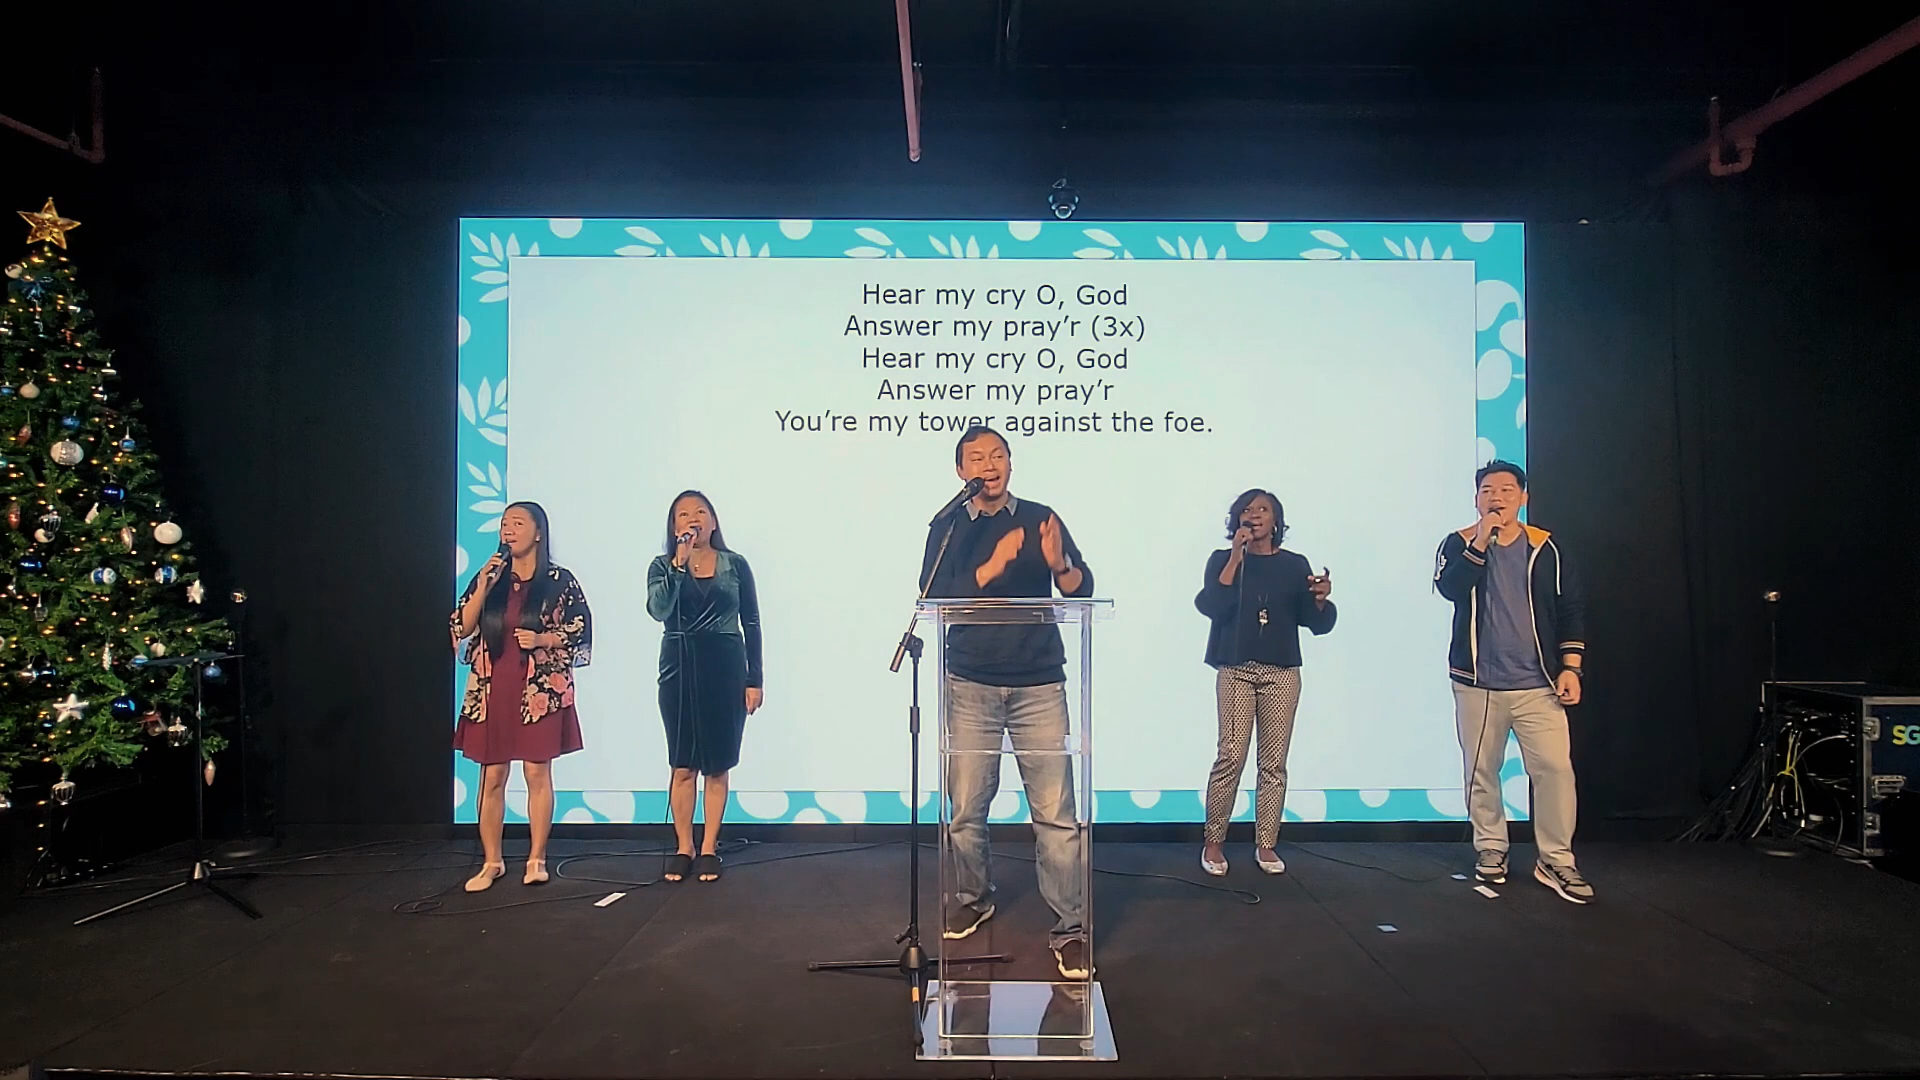 Hear my cry O, God
Answer my pray’r (3x)
Hear my cry O, God
Answer my pray’r
You’re my tower against the foe.
SG